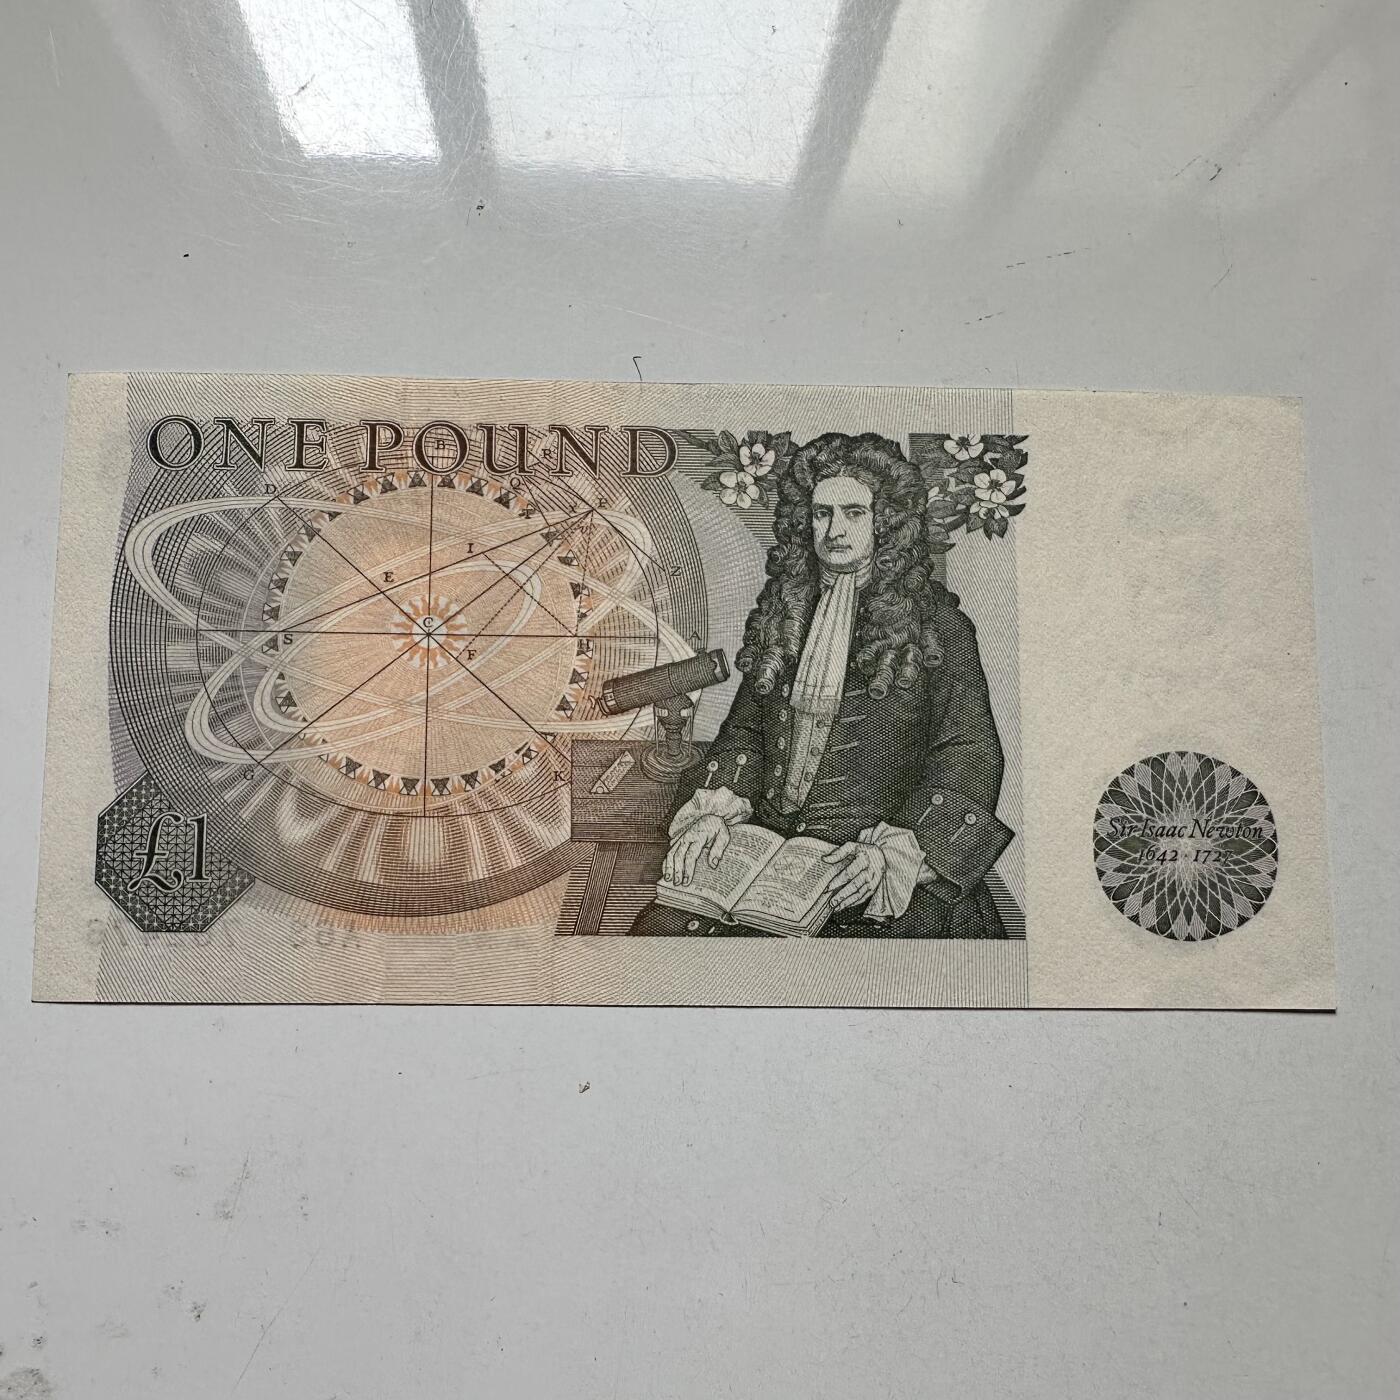 ONE POUND
B
R
D
Q
P
I
Z
E
C
S
H
A
F
G
K
£1
Sir Isaac Newton
1642 · 1727